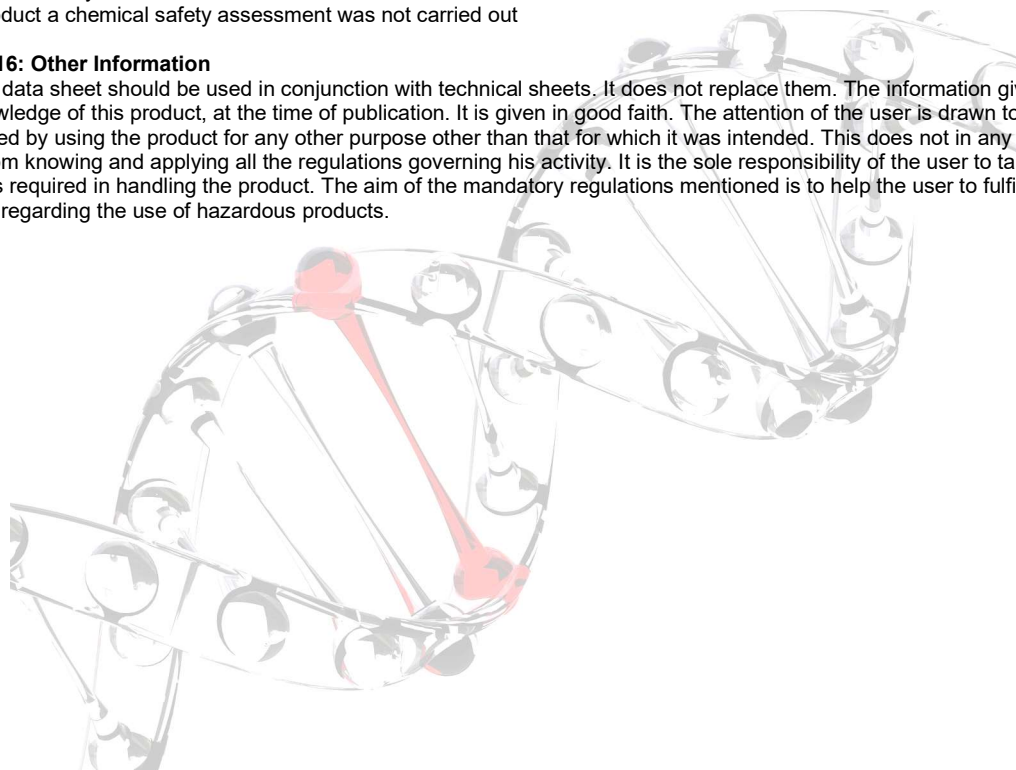 duct a chemical safety assessment was not carried out
16: Other Information
data sheet should be used in conjunction with technical sheets. It does not replace them. The information giv
wledge of this product, at the time of publication. It is given in good faith. The attention of the user is drawn to
ed by using the product for any other purpose other than that for which it was intended. This does not in any
om knowing and applying all the regulations governing his activity. It is the sole responsibility of the user to ta
s required in handling the product. The aim of the mandatory regulations mentioned is to help the user to fulfi
regarding the use of hazardous products.